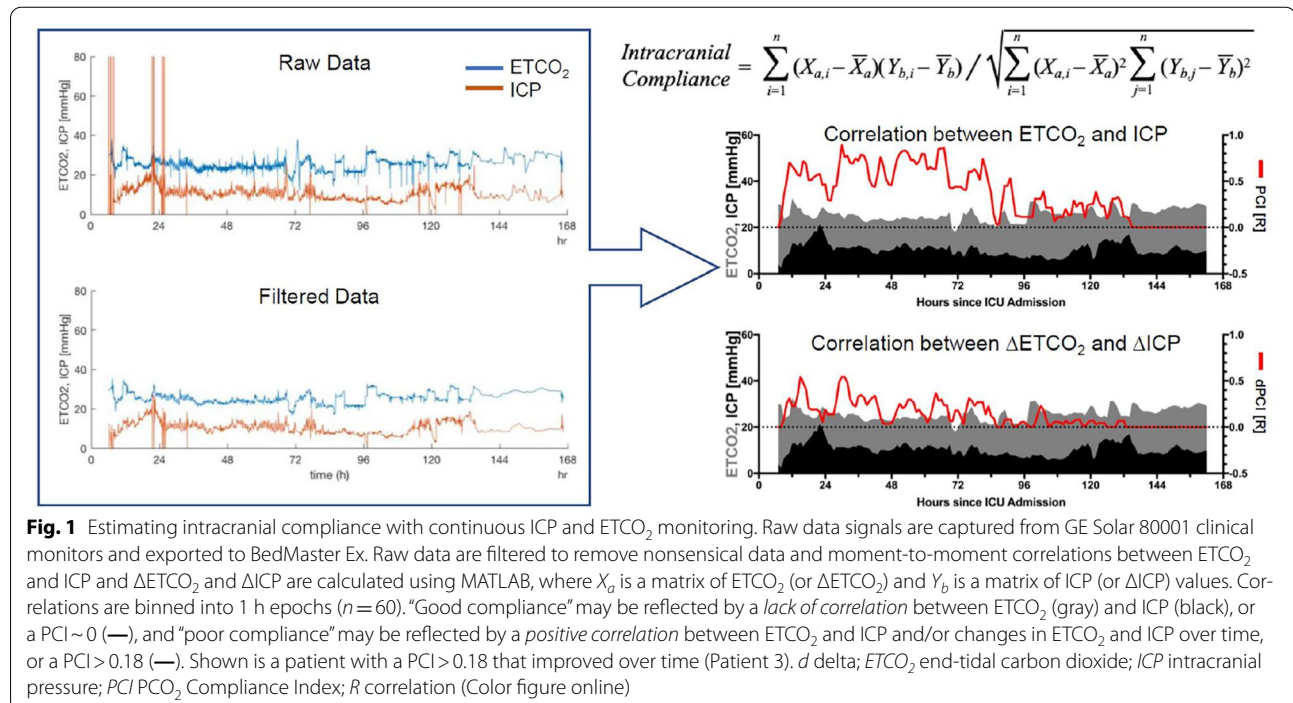 Raw Data
ETCO2
ICP
ETCO2, ICP [mmHg]
80
60
40
20
0
0
24
48
72
96
120
144
168
hr
Filtered Data
ETCO2, ICP [mmHg]
80
60
40
20
0
0
24
48
72
96
120
144
168
time (h)
hr
Intracranial
Compliance
= ∑ⁿᵢ₌₁ (Xₐ,ᵢ – X̄ₐ)(Y_b,i – Ȳ_b) / √∑ⁿᵢ₌₁ (Xₐ,ᵢ – X̄ₐ)² ∑ⁿⱼ₌₁ (Y_b,j – Ȳ_b)²
Correlation between ETCO2 and ICP
ETCO2, ICP [mmHg]
60
40
20
0
1.0
0.5
0.0
-0.5
PCI [R]
0
24
48
72
96
120
144
168
Hours since ICU Admission
Correlation between ΔETCO2 and ΔICP
ETCO2, ICP [mmHg]
60
40
20
0
1.0
0.5
0.0
-0.5
dPCI [R]
0
24
48
72
96
120
144
168
Hours since ICU Admission
Fig. 1 Estimating intracranial compliance with continuous ICP and ETCO2 monitoring. Raw data signals are captured from GE Solar 80001 clinical
monitors and exported to BedMaster Ex. Raw data are filtered to remove nonsensical data and moment-to-moment correlations between ETCO2
and ICP and ΔETCO2 and ΔICP are calculated using MATLAB, where Xa is a matrix of ETCO2 (or ΔETCO2) and Yb is a matrix of ICP (or ΔICP) values. Cor-
relations are binned into 1 h epochs (n = 60). "Good compliance" may be reflected by a lack of correlation between ETCO2 (gray) and ICP (black), or
a PCI ~ 0 (—), and "poor compliance" may be reflected by a positive correlation between ETCO2 and ICP and/or changes in ETCO2 and ICP over time,
or a PCI > 0.18 (—). Shown is a patient with a PCI > 0.18 that improved over time (Patient 3). d delta; ETCO2 end-tidal carbon dioxide; ICP intracranial
pressure; PCI PCO2 Compliance Index; R correlation (Color figure online)